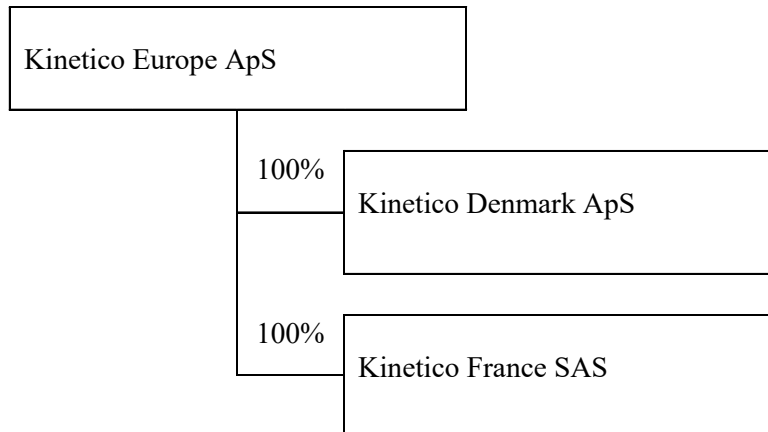 Kinetico Europe ApS
100%
Kinetico Denmark ApS
100%
Kinetico France SAS